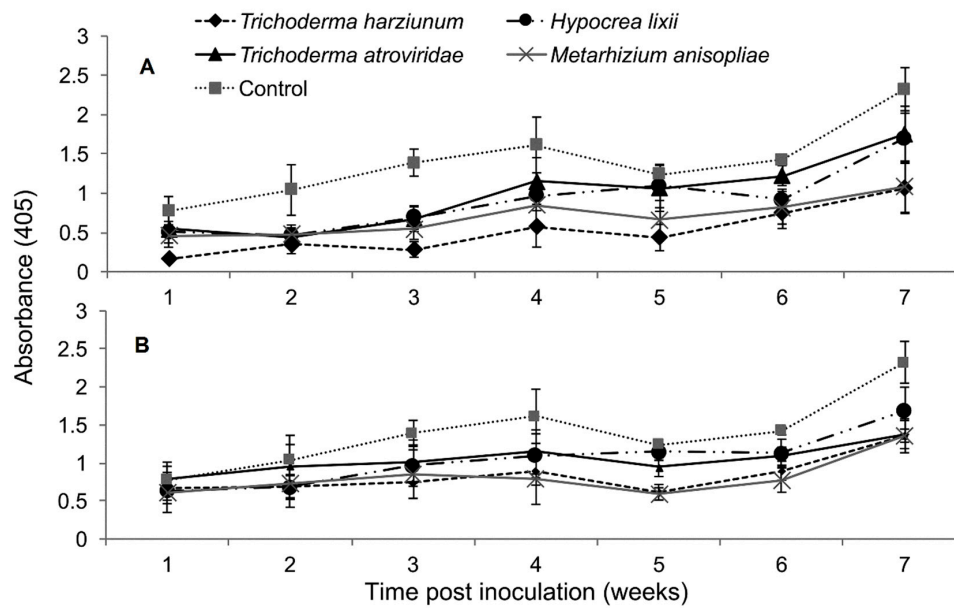 Trichoderma harziunum
Hypocrea lixii
Trichoderma atroviridae
Metarhizium anisopliae
Control
A
3
2.5
2
1.5
1
0.5
0
1 2 3 4 5 6 7
Absorbance (405)
B
3
2.5
2
1.5
1
0.5
0
1 2 3 4 5 6 7
Time post inoculation (weeks)